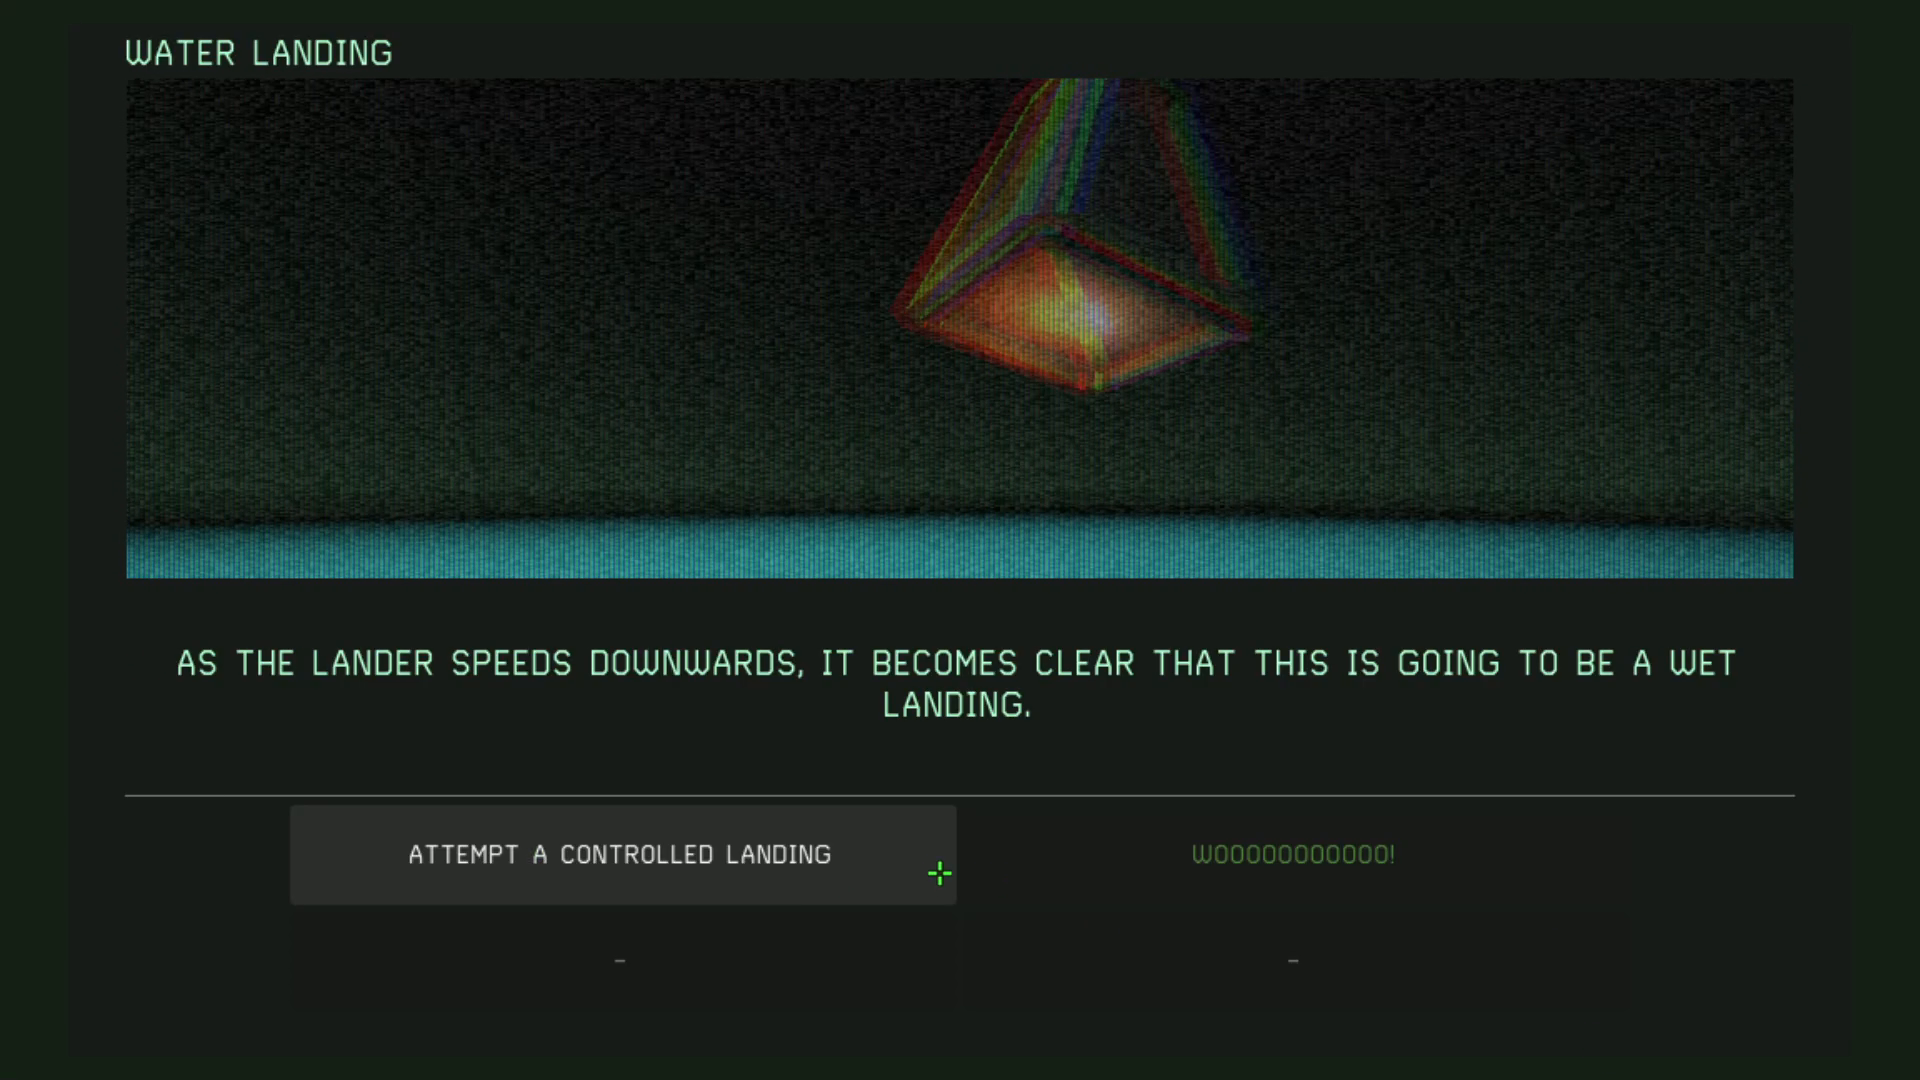 WATER LANDING
AS THE LANDER SPEEDS DOWNWARDS, IT BECOMES CLEAR THAT THIS IS GOING TO BE A WET
LANDING.
ATTEMPT A CONTROLLED LANDING
WOOOOOOOOOOO!
-
-